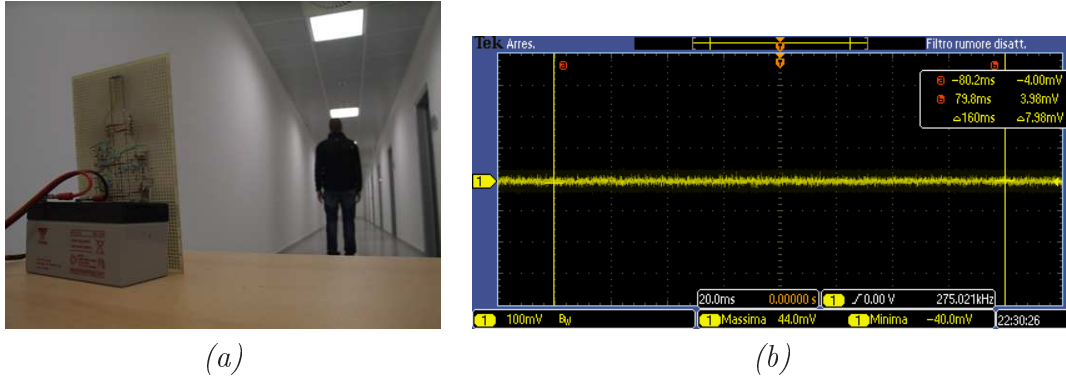 Tek Arres.
Filtro rumore disatt.
a -80.2ms -4.00mV
b 79.8ms 3.98mV
△160ms △7.98mV
1
20.0ms 0.00000 s
1 / 0.00 V 275.021kHz
1 100mV BW
1 Massima 44.0mV 1 Minima -40.0mV
22:30:26
(a) (b)